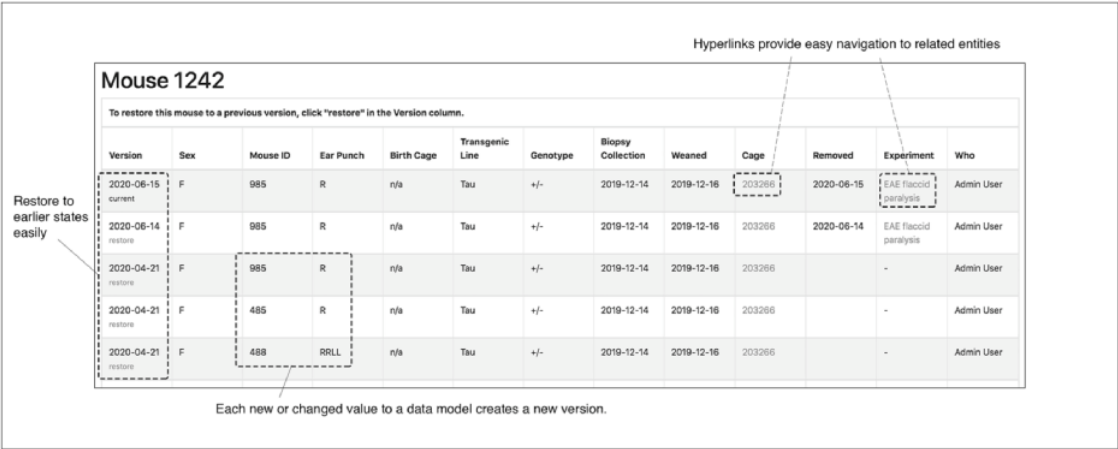 Hyperlinks provide easy navigation to related entities
Mouse 1242
To restore this mouse to a previous version, click "restore" in the Version column.
Version Sex Mouse ID Ear Punch Birth Cage Transgenic Line Genotype Biopsy Collection Weaned Cage Removed Experiment Who
2020-06-15 current F 985 R n/a Tau +/- 2019-12-14 2019-12-16 203266 2020-06-15 EAE flaccid paralysis Admin User
Restore to
earlier states
easily
2020-06-14 restore F 985 R n/a Tau +/- 2019-12-14 2019-12-16 203266 2020-06-14 EAE flaccid paralysis Admin User
2020-04-21 restore F 985 R n/a Tau +/- 2019-12-14 2019-12-16 203266 - Admin User
2020-04-21 restore F 485 R n/a Tau +/- 2019-12-14 2019-12-16 203266 - Admin User
2020-04-21 restore F 488 RRLL n/a Tau +/- 2019-12-14 2019-12-16 203266 - Admin User
Each new or changed value to a data model creates a new version.